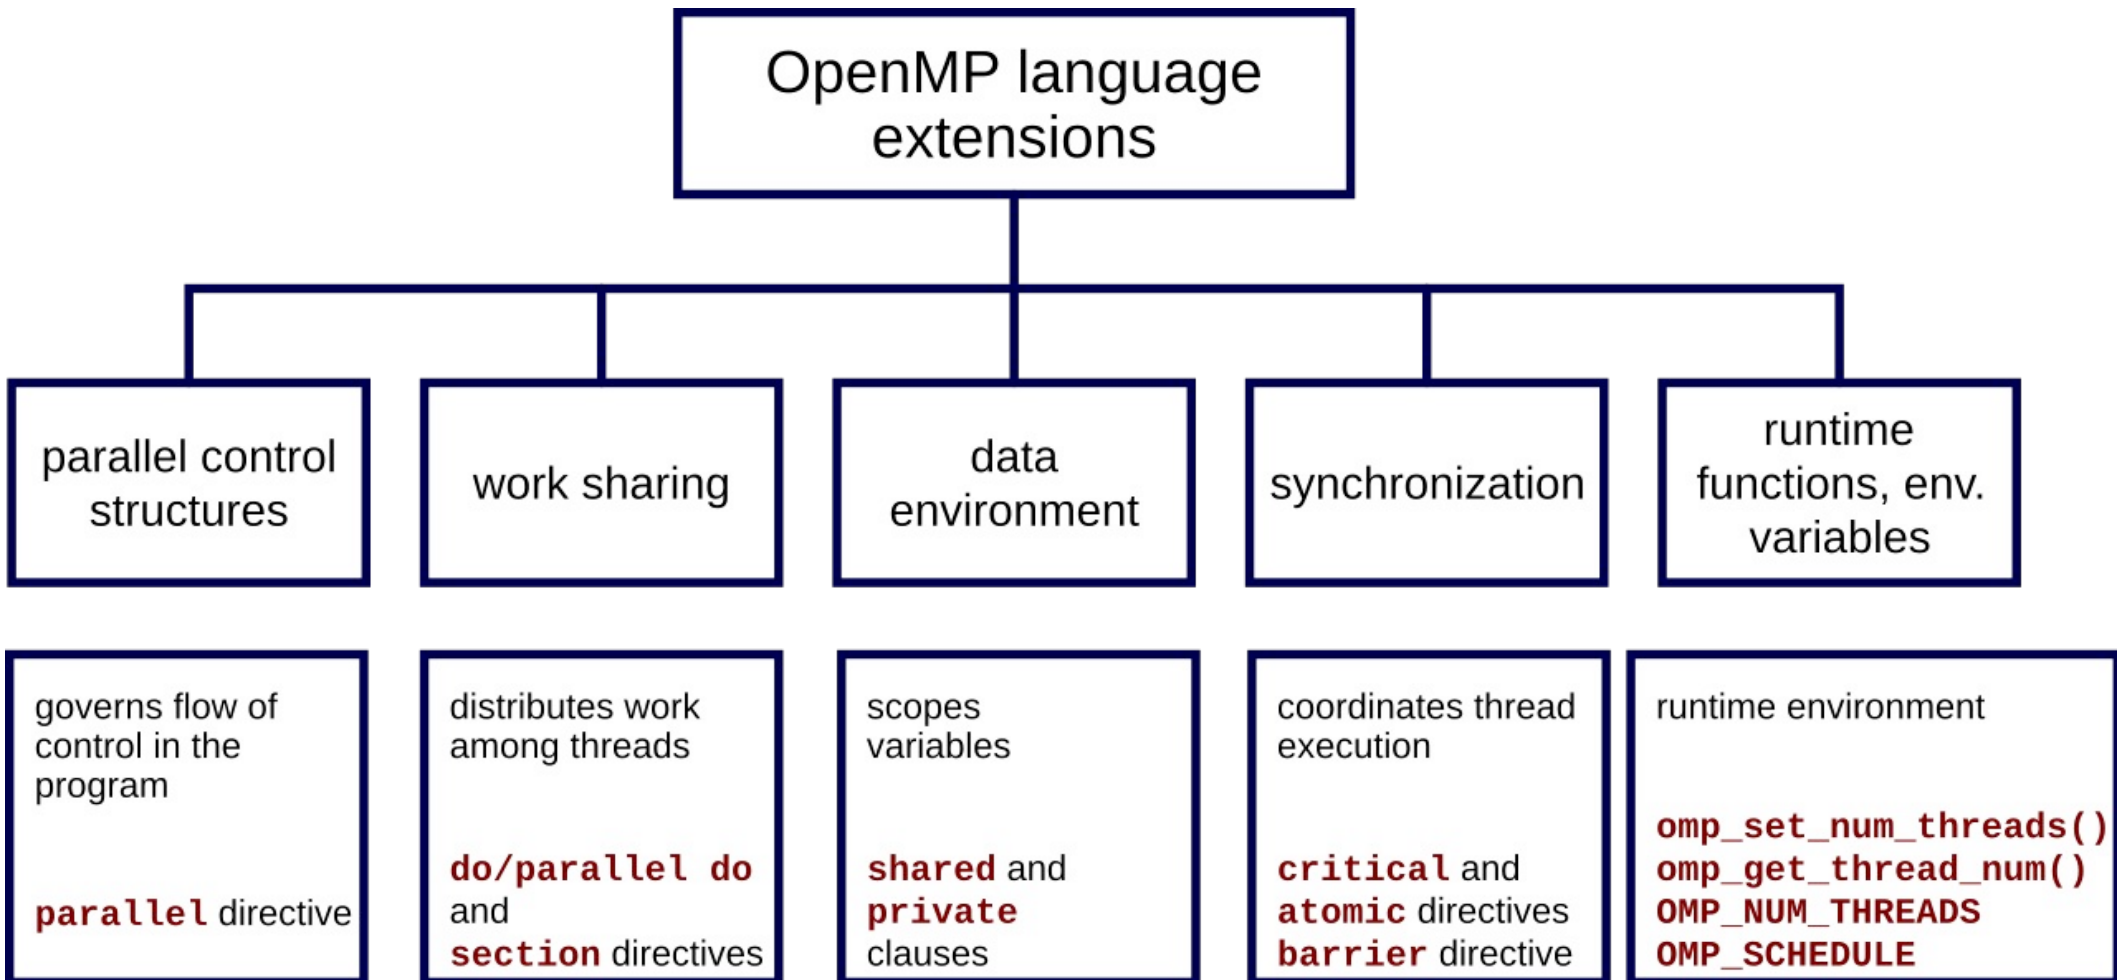 OpenMP language
extensions
parallel control
structures
work sharing
data
environment
synchronization
runtime
functions, env.
variables
governs flow of
control in the
program
parallel directive
distributes work
among threads
do/parallel do
and
section directives
scopes
variables
shared and
private
clauses
coordinates thread
execution
critical and
atomic directives
barrier directive
runtime environment
omp_set_num_threads()
omp_get_thread_num()
OMP_NUM_THREADS
OMP_SCHEDULE